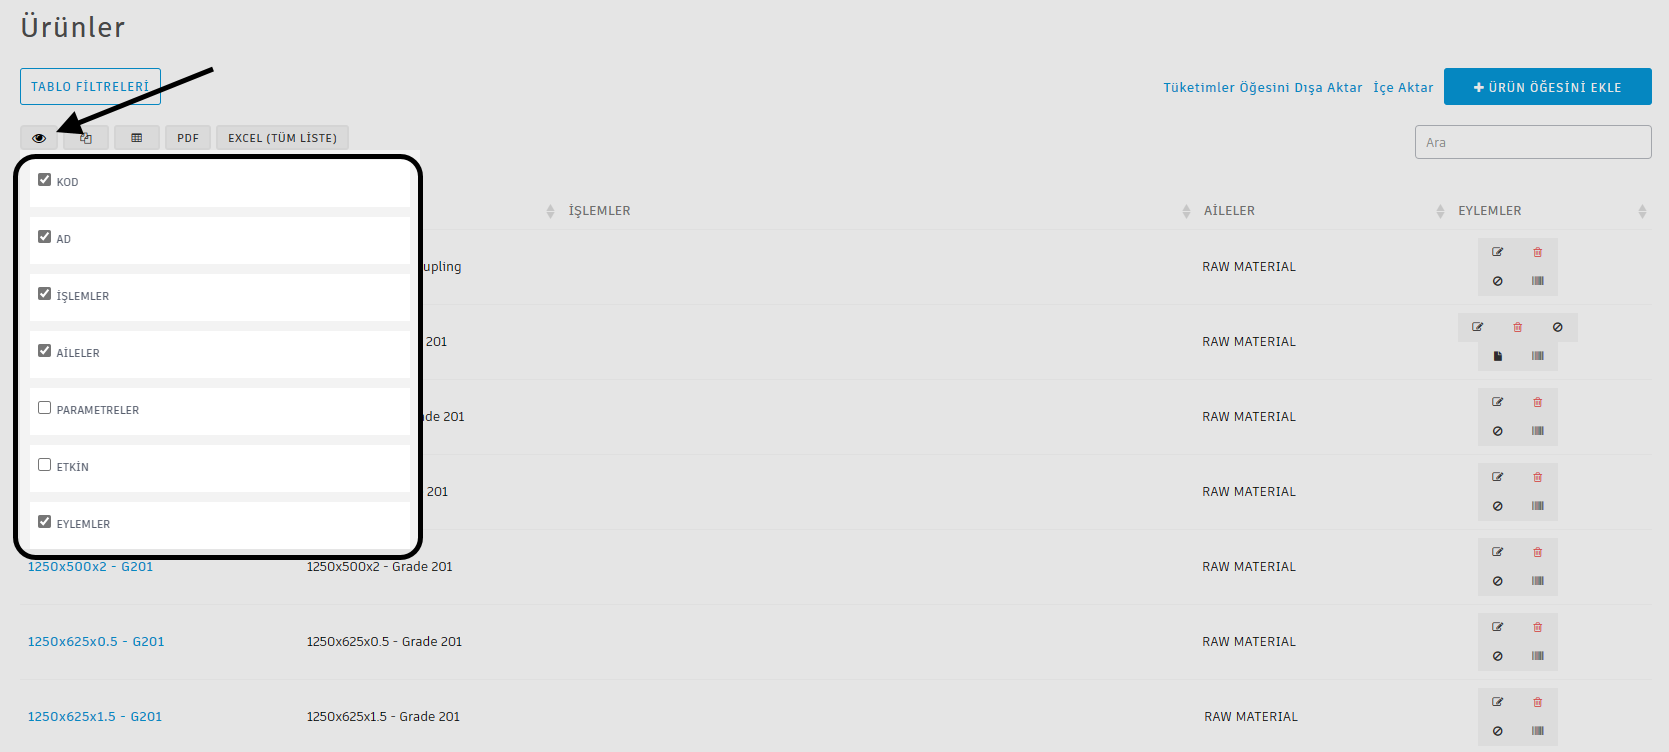 Ürünler
TABLO FİLTRELERİ
Tüketimler Öğesini Dışa Aktar İçe Aktar ÜRÜN ÖĞESİNİ EKLE
PDF EXCEL (TÜM LİSTE)
Ara
KOD
AD
İŞLEMLER
AİLELER
PARAMETRELER
ETKİN
EYLEMLER
İŞLEMLER AİLELER EYLEMLER
upling RAW MATERIAL
201 RAW MATERIAL
de 201 RAW MATERIAL
201 RAW MATERIAL
1250x500x2 - G201 1250x500x2 - Grade 201 RAW MATERIAL
1250x625x0.5 - G201 1250x625x0.5 - Grade 201 RAW MATERIAL
1250x625x1.5 - G201 1250x625x1.5 - Grade 201 RAW MATERIAL